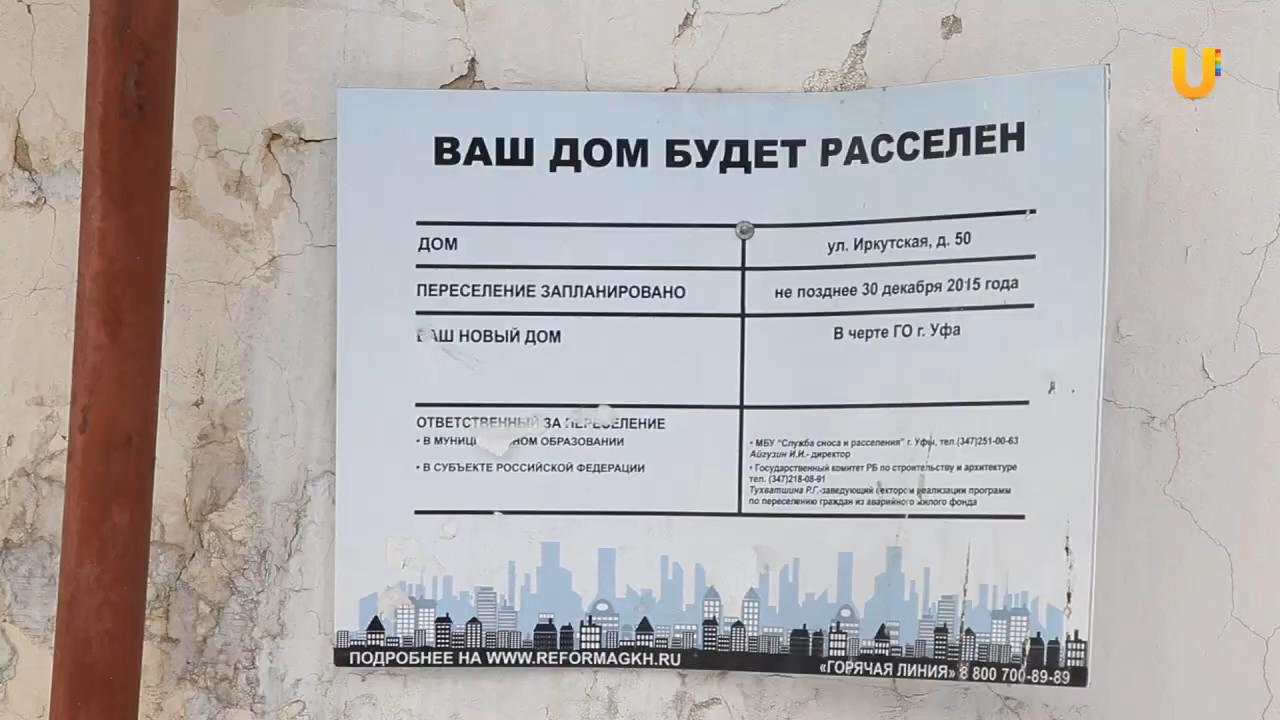 U
ВАШ ДОМ БУДЕТ РАССЕЛЕН
ДОМ
ул. Иркутская, д. 50
ПЕРЕСЕЛЕНИЕ ЗАПЛАНИРОВАНО
не позднее 30 декабря 2015 года
ВАШ НОВЫЙ ДОМ
В черте ГО г. Уфа
ОТВЕТСТВЕННЫЙ ЗА ПЕРЕСЕЛЕНИЕ
• В ОБРАЗОВАНИИ
• В СУБЪЕКТЕ РОССИЙСКОЙ ФЕДЕРАЦИИ
• МБУ "Служба сноса и расселения" г. Уфы, тел.(347)251-00-63
Айгузин И.И.- директор
• Государственный комитет РБ по строительству и архитектуре
тел. (347)218-08-91
Тухватшина Р.Г.-заведующий сектором реализации программ
по переселению граждан из аварийного жилого фонда
ПОДРОБНЕЕ НА WWW.REFORMAGKH.RU
«ГОРЯЧАЯ ЛИНИЯ» 8 800 700-89-89